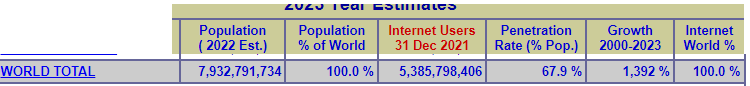 2023 Year Estimates
Population Population Internet Users Penetration Growth Internet
( 2022 Est.) % of World 31 Dec 2021 Rate (% Pop.) 2000-2023 World %
WORLD TOTAL 7,932,791,734 100.0 % 5,385,798,406 67.9 % 1,392 % 100.0 %